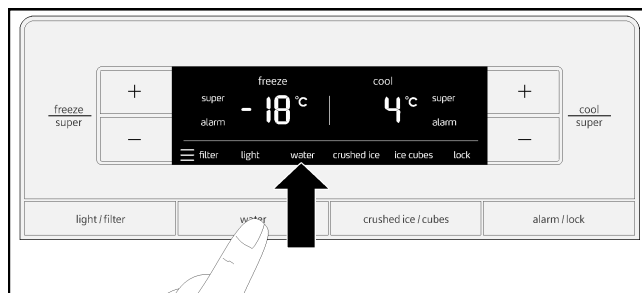 freeze cool
super super
+ - 18 °C 4 °C +
freeze cool
super super
alarm alarm
– –
filter light water crushed ice ice cubes lock
light / filter water crushed ice / cubes alarm / lock